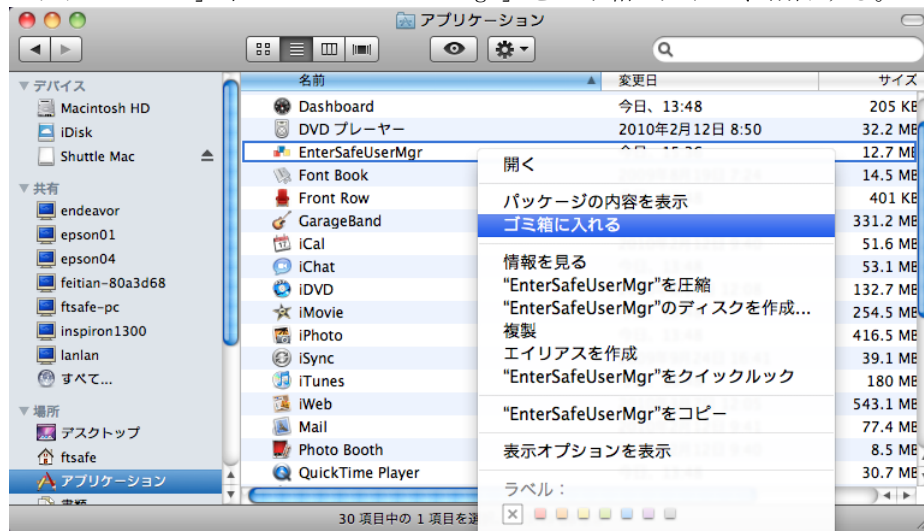 アプリケーション
デバイス
Macintosh HD
iDisk
Shuttle Mac
共有
endeavor
epson01
epson04
feitian-80a3d68
ftsafe-pc
inspiron1300
lanlan
すべて...
場所
デスクトップ
ftsafe
アプリケーション
書類
名前 変更日 サイズ
Dashboard 今日、13:48 205 KB
DVD プレーヤー 2010年2月12日 8:50 32.2 MB
EnterSafeUserMgr 12.7 MB
Font Book 14.5 MB
Front Row 401 KB
GarageBand 331.2 MB
iCal 51.6 MB
iChat 53.1 MB
iDVD 132.7 MB
iMovie 254.5 MB
iPhoto 416.5 MB
iSync 39.1 MB
iTunes 180 MB
iWeb 543.1 MB
Mail 77.4 MB
Photo Booth 8.5 MB
QuickTime Player 30.7 MB
開く
パッケージの内容を表示
ゴミ箱に入れる
情報を見る
"EnterSafeUserMgr"を圧縮
"EnterSafeUserMgr"のディスクを作成...
複製
エイリアスを作成
"EnterSafeUserMgr"をクイックルック
"EnterSafeUserMgr"をコピー
表示オプションを表示
ラベル：
30 項目中の 1 項目を選